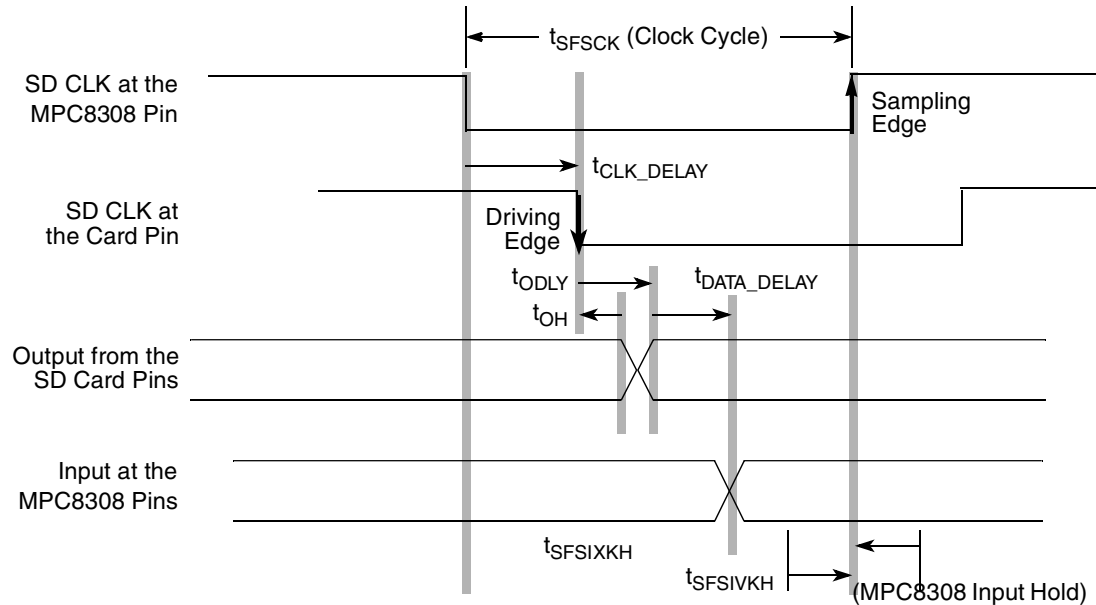 tSFSCK (Clock Cycle)
SD CLK at the
MPC8308 Pin
Sampling
Edge
tCLK_DELAY
SD CLK at
the Card Pin
Driving
Edge
tODLY
tDATA_DELAY
tOH
Output from the
SD Card Pins
Input at the
MPC8308 Pins
tSFSIXKH
tSFSIVKH
(MPC8308 Input Hold)